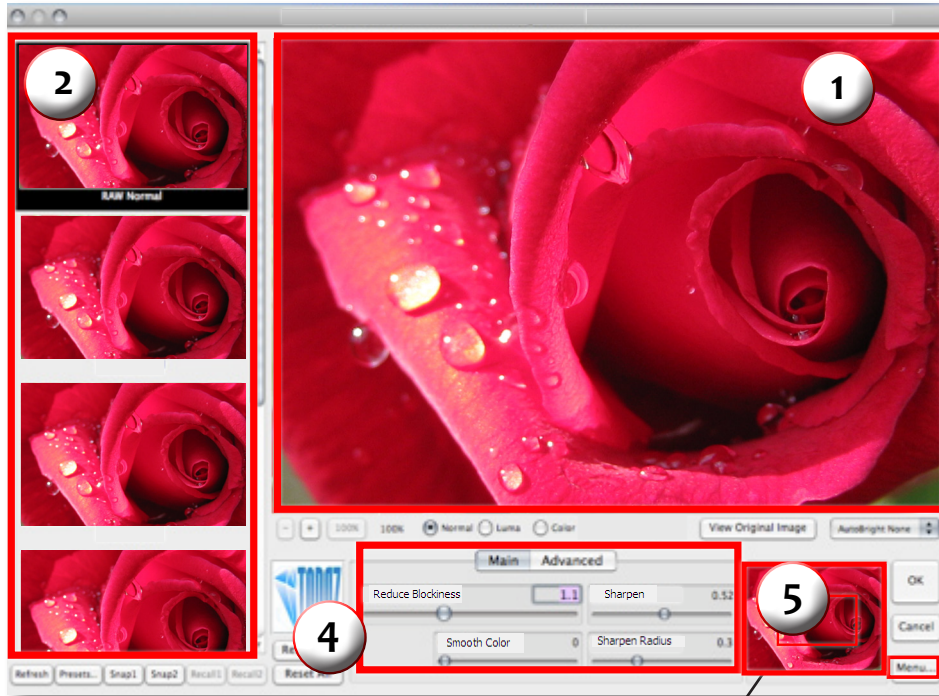 2
1
RAW Normal
- + 100% 100% Normal Luma Color View Original Image AutoBright None
Main Advanced
TOPAZ
Reduce Blockiness 1.1 Sharpen 0.52
OK
5
4
Cancel
Smooth Color 0 Sharpen Radius 0.3
Menu...
Refresh Presets... Snap1 Snap2 Recall1 Recall2 Reset All